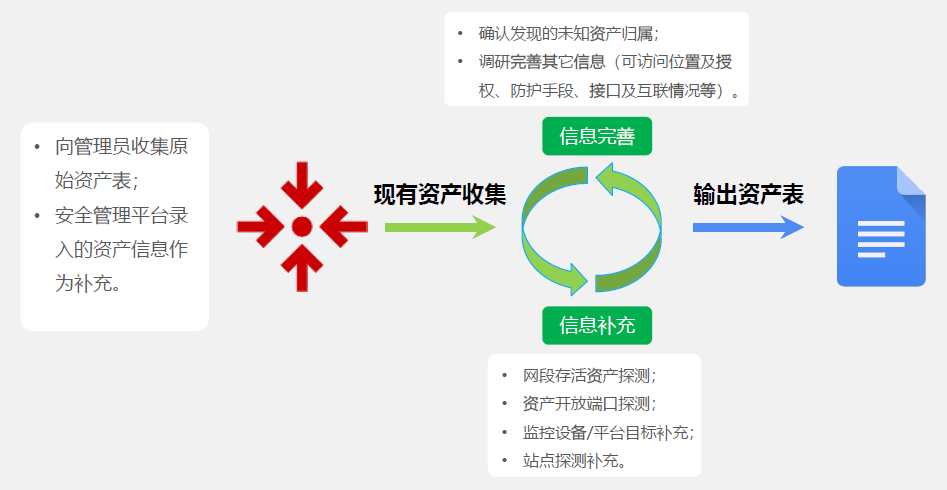 • 确认发现的未知资产归属；
• 调研完善其它信息（可访问位置及授
权、防护手段、接口及互联情况等）。
信息完善
• 向管理员收集原
始资产表；
• 安全管理平台录
入的资产信息作
为补充。
现有资产收集
输出资产表
信息补充
• 网段存活资产探测；
• 资产开放端口探测；
• 监控设备/平台目标补充；
• 站点探测补充。